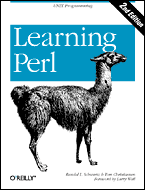 UNIX Programming
2nd Edition
Learning
Perl
O'REILLY®
Randal L. Schwartz & Tom Christiansen
Foreword by Larry Wall